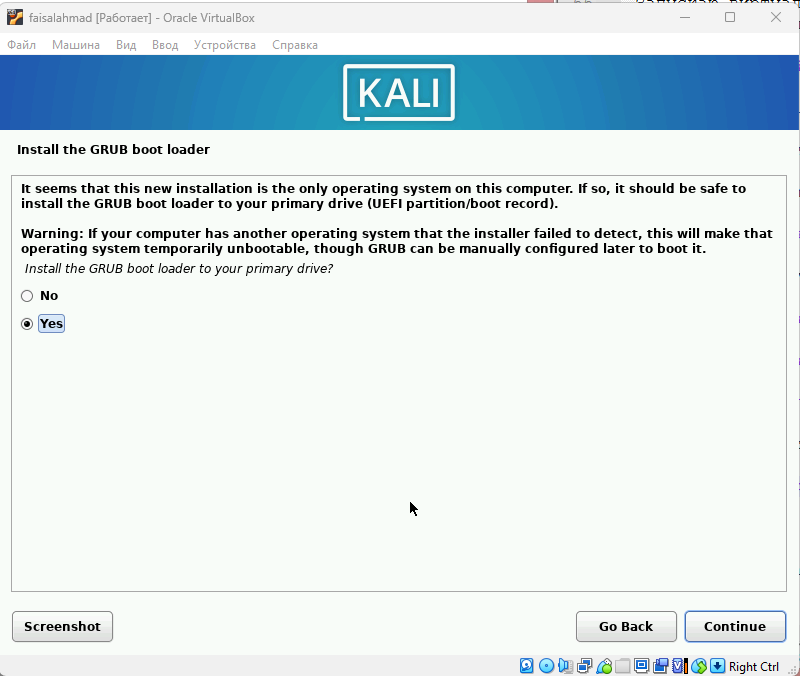 faisalahmad [Работает] - Oracle VirtualBox
Файл Машина Вид Ввод Устройства Справка
KALI
Install the GRUB boot loader
It seems that this new installation is the only operating system on this computer. If so, it should be safe to
install the GRUB boot loader to your primary drive (UEFI partition/boot record).
Warning: If your computer has another operating system that the installer failed to detect, this will make that
operating system temporarily unbootable, though GRUB can be manually configured later to boot it.
Install the GRUB boot loader to your primary drive?
No
Yes
Screenshot Go Back Continue
Right Ctrl